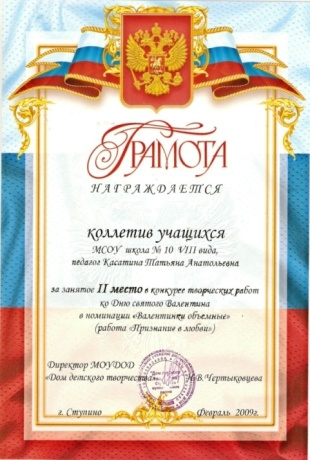 Грамота
НАГРАЖДАЕТСЯ
коллетив учащихся
МСОУ школа № 10 VIII вида,
педагог Касатина Татьяна Анатольевна
за занятое II место в конкурсе творческих работ
ко Дню святого Валентина
в номинации «Валентинки объемные»
(работа «Признание в любви»)
Директор МОУДОД
«Дом детского творчества» Н.В.Чертыковцева
г. Ступино Февраль 2009г.